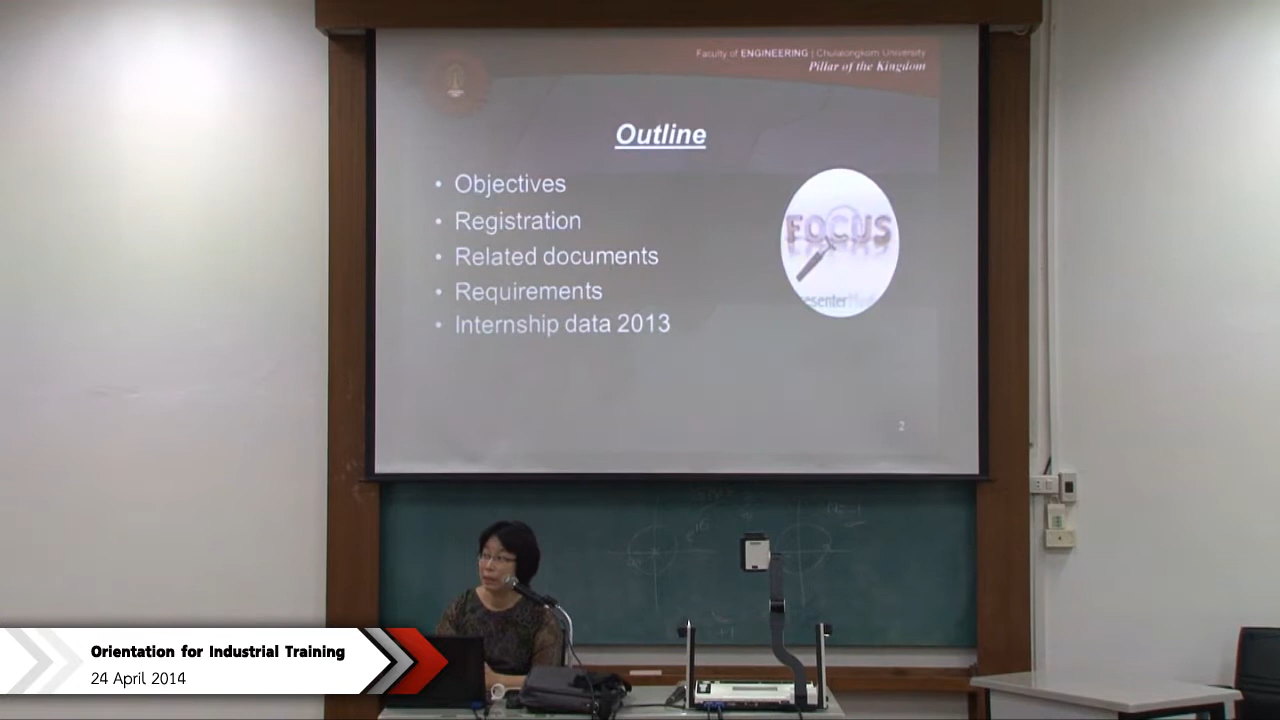 Faculty of ENGINEERING | Chulalongkorn University
Pillar of the Kingdom
Outline
• Objectives
• Registration
• Related documents
• Requirements
• Internship data 2013
FOCUS
2
Orientation for Industrial Training
24 April 2014